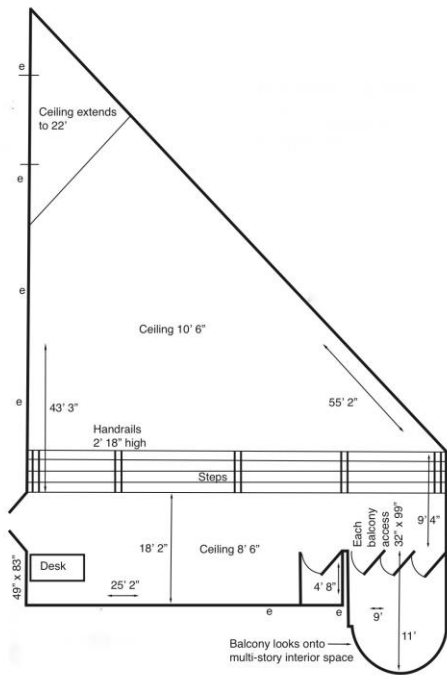 e
Ceiling extends
to 22’
e
e
Ceiling 10’ 6”
43’ 3”
55’ 2”
e
Handrails
2’ 18” high
Steps
9’ 4”
Each
balcony
access
32” x 99”
18’ 2”
Ceiling 8’ 6”
49” x 83”
Desk
25’ 2”
4’ 8”
e
e
9’
11’
Balcony looks onto
multi-story interior space